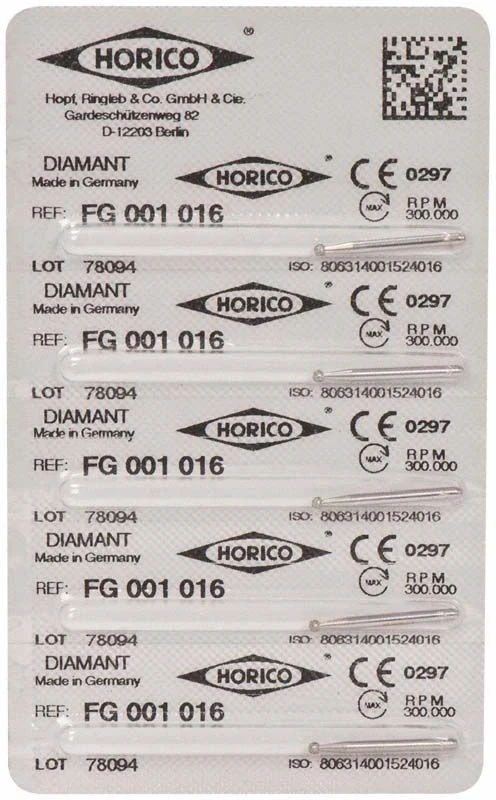 HORICO ®
Hopf, Ringleb & Co. GmbH & Cie.
Gardeschützenweg 82
D-12203 Berlin
DIAMANT HORICO ® CE 0297
Made in Germany
REF: FG 001 016 MAX RPM 300.000
LOT 78094 ISO: 806314001524016
DIAMANT HORICO ® CE 0297
Made in Germany
REF: FG 001 016 MAX RPM 300.000
LOT 78094 ISO: 806314001524016
DIAMANT HORICO ® CE 0297
Made in Germany
REF: FG 001 016 MAX RPM 300.000
LOT 78094 ISO: 806314001524016
DIAMANT HORICO ® CE 0297
Made in Germany
REF: FG 001 016 MAX RPM 300.000
LOT 78094 ISO: 806314001524016
DIAMANT HORICO ® CE 0297
Made in Germany
REF: FG 001 016 MAX RPM 300.000
LOT 78094 ISO: 806314001524016